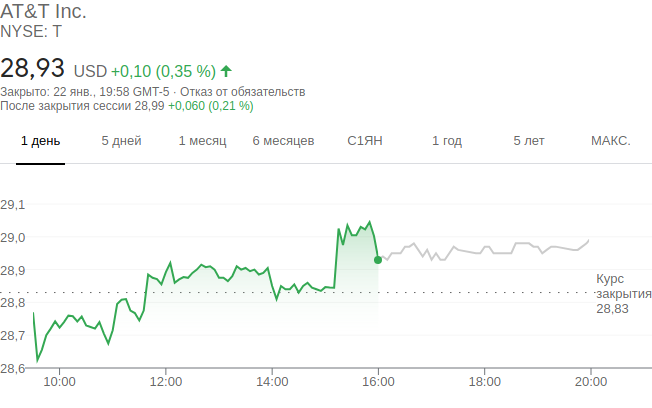 AT&T Inc.
NYSE: T
28,93 USD +0,10 (0,35 %)
Закрыто: 22 янв., 19:58 GMT-5 · Отказ от обязательств
После закрытия сессии 28,99 +0,060 (0,21 %)
1 день 5 дней 1 месяц 6 месяцев С1ЯН 1 год 5 лет МАКС.
29,1
29,0
28,9
28,8
28,7
28,6
Курс
закрытия
28,83
10:00 12:00 14:00 16:00 18:00 20:00